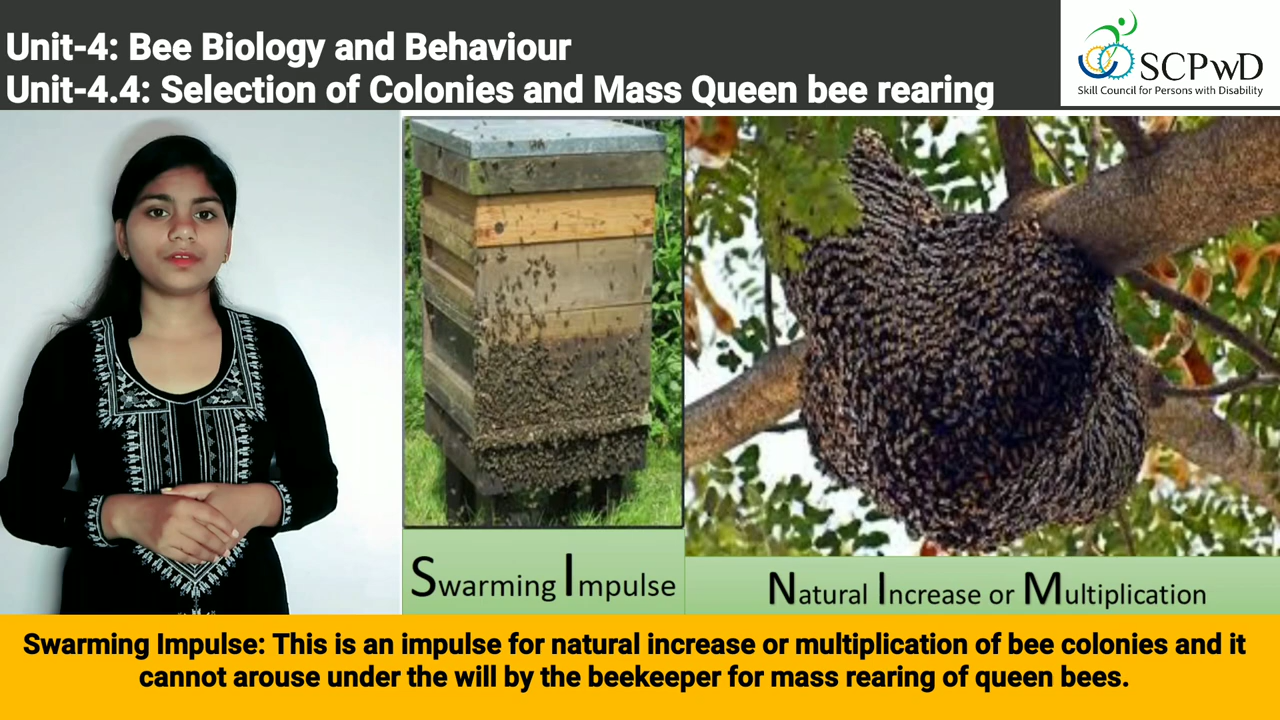 Unit-4: Bee Biology and Behaviour
Unit-4.4: Selection of Colonies and Mass Queen bee rearing
SCPwD
Skill Council for Persons with Disability
Swarming Impulse
Natural Increase or Multiplication
Swarming Impulse: This is an impulse for natural increase or multiplication of bee colonies and it
cannot arouse under the will by the beekeeper for mass rearing of queen bees.